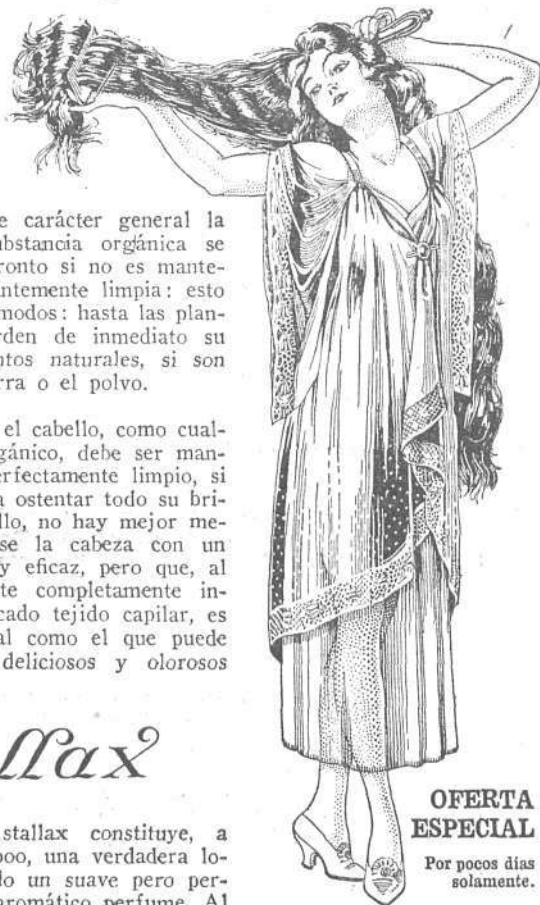 e carácter general la
bstancia orgánica se
ronto si no es mante-
ntemente limpia: esto
modos: hasta las plan-
rden de inmediato su
ntos naturales, si son
rra o el polvo.
el cabello, como cual-
gánico, debe ser man-
erfectamente limpio, si
a ostentar todo su bri-
llo, no hay mejor me-
se la cabeza con un
y eficaz, pero que, al
te completamente in-
cado tejido capilar, es
al como el que puede
deliciosos y olorosos
llax
stallax constituye, a
poo, una verdadera lo-
lo un suave pero per-
aromático perfume. Al
OFERTA
ESPECIAL
Por pocos días
solamente.